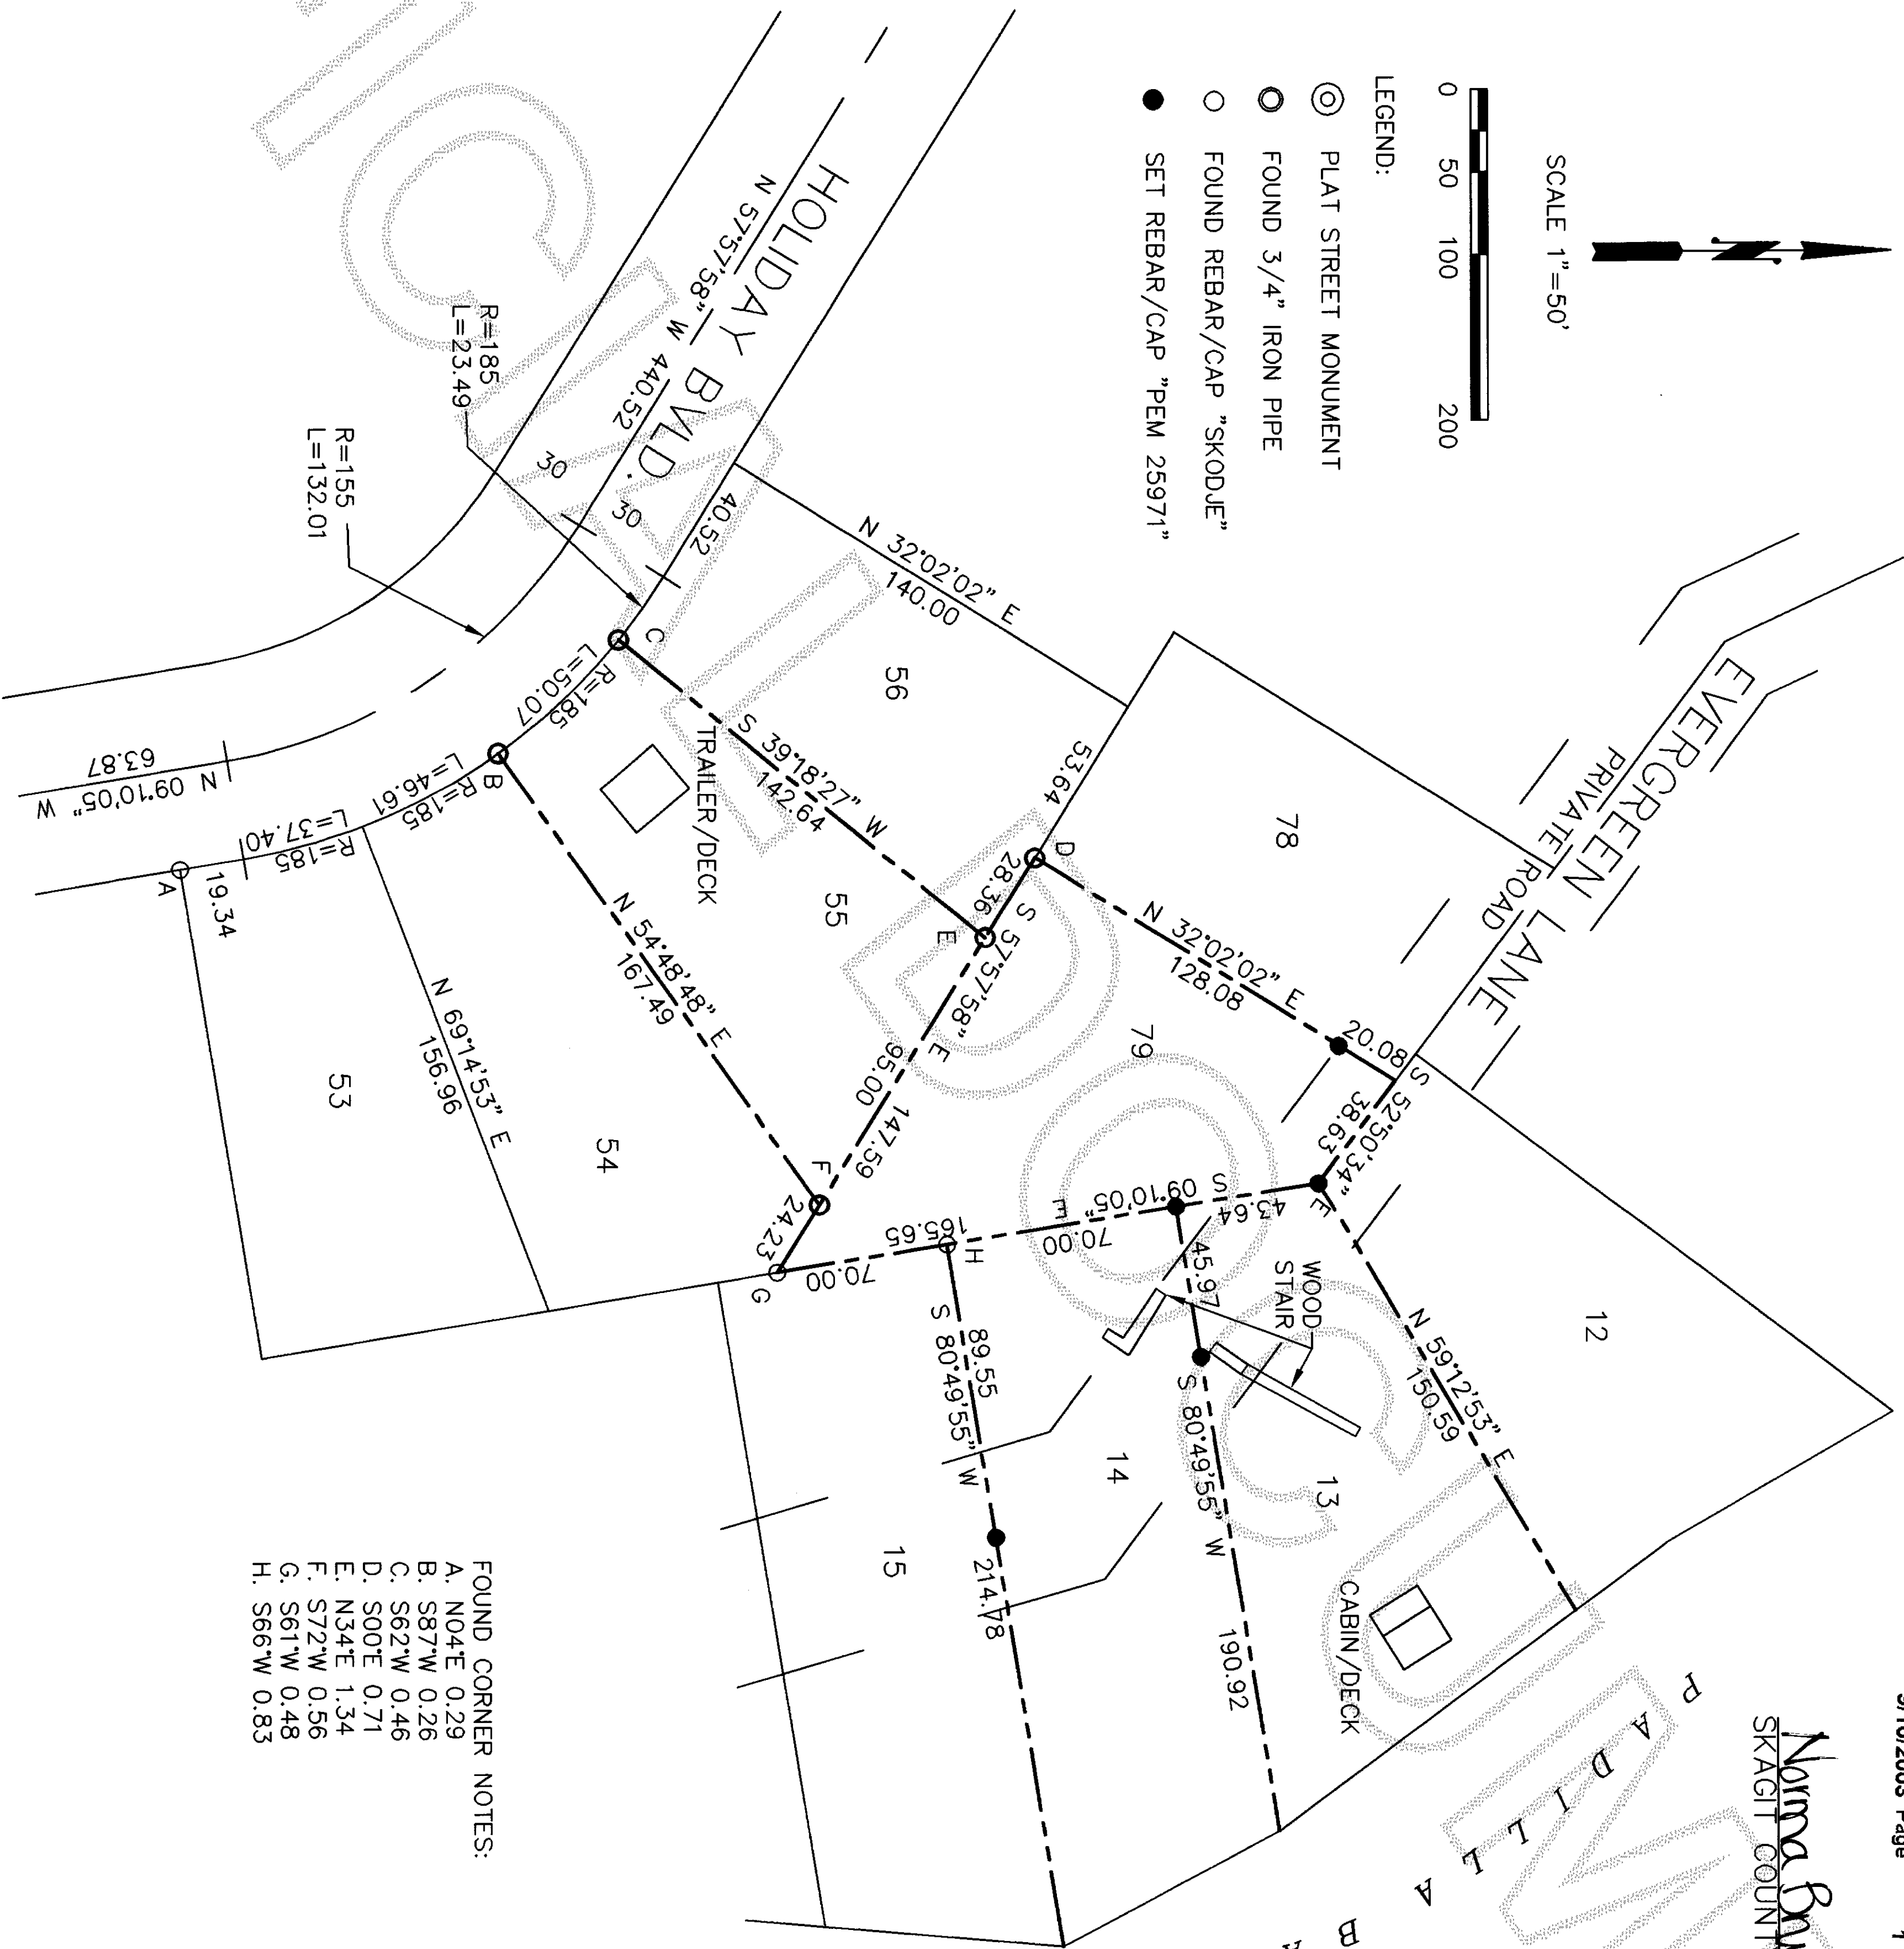 SCALE 1"=50'
0 50 100 200
LEGEND:
PLAT STREET MONUMENT
FOUND 3/4" IRON PIPE
FOUND REBAR/CAP "SKODJE"
SET REBAR/CAP "PEM 25971"
EVERGREEN LANE
PRIVATE ROAD
HOLIDAY BVLD.
N 57°57'58" W 440.52
30
30
40.52
R=185
L=23.49
R=155
L=132.01
N 32°02'02" E
140.00
56
78
53.64
C
R=185
L=50.07
S 39°18'27" W
142.64
TRAILER/DECK
55
B
R=185
L=46.61
N 09°10'05" W
63.87
R=185
L=37.40
A
19.34
N 54°48'48" E
167.49
N 69°14'53" E
156.96
53
54
D
28.36
S 57°57'58" E
E
95.00
147.59
F
24.23
G
N 32°02'02" E
128.08
20.08
79
S 52°50'34" E
38.63
43.64
S 09°10'05" E
70.00
165.65
H
70.00
12
N 59°12'53" E
150.59
WOOD
STAIR
45.97
S 80°49'55" W
190.92
13
CABIN/DECK
14
89.55
S 80°49'55" W
214.78
15
FOUND CORNER NOTES:
A. N04°E 0.29
B. S87°W 0.26
C. S62°W 0.46
D. S00°E 0.71
E. N34°E 1.34
F. S72°W 0.56
G. S61°W 0.48
H. S66°W 0.83
PADILLA BA
Norma
SKAGIT COUNT
Page